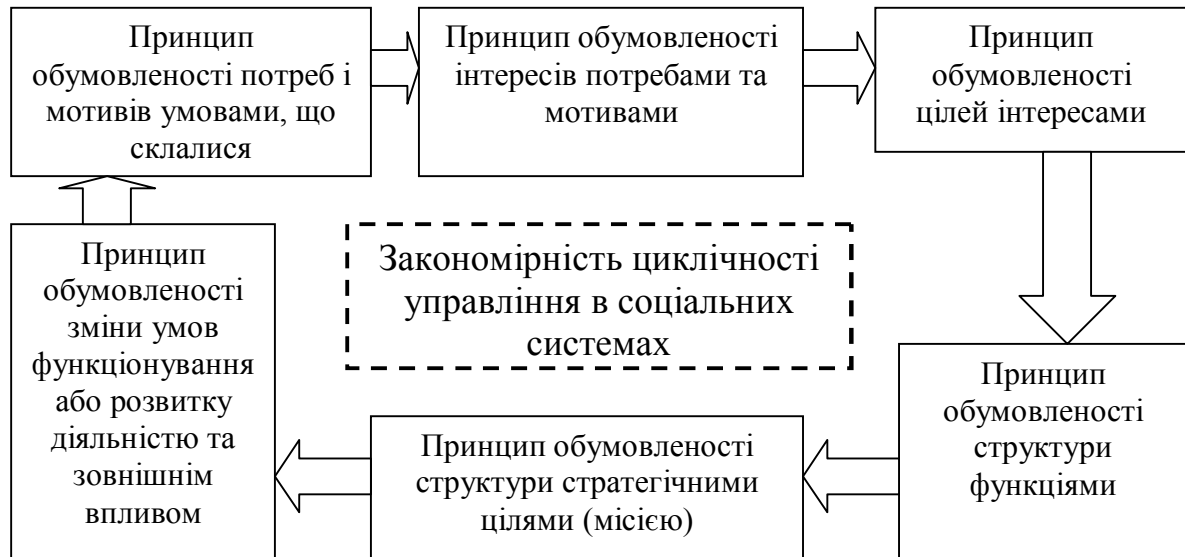 Принцип
обумовленості потреб і
мотивів умовами, що
склалися
Принцип обумовленості
інтересів потребами та
мотивами
Принцип
обумовленості
цілей інтересами
Принцип
обумовленості
структури
функціями
Принцип обумовленості
структури стратегічними
цілями (місією)
Принцип
обумовленості
зміни умов
функціонування
або розвитку
діяльністю та
зовнішнім
впливом
Закономірність циклічності
управління в соціальних
системах